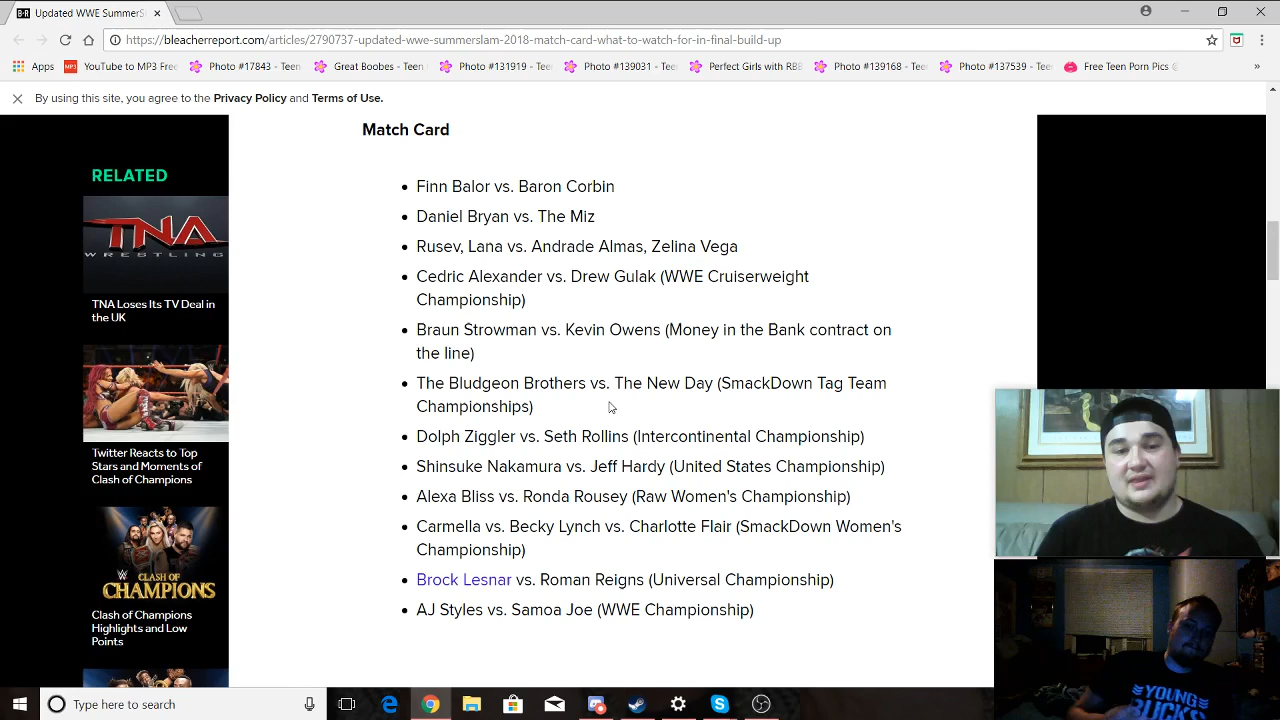 Updated WWE SummerSl
https://bleacherreport.com/articles/2790737-updated-wwe-summerslam-2018-match-card-what-to-watch-for-in-final-build-up
Apps YouTube to MP3 Free Photo #17843 - Teen Great Boobes - Teen Photo #131919 - Tee Photo #139031 - Tee Perfect Girls with RBB Photo #139168 - Tee Photo #137539 - Tee Free Teen Porn Pics @ »
By using this site, you agree to the Privacy Policy and Terms of Use.
Match Card
RELATED
TNA
WRESTLING
TNA Loses Its TV Deal in
the UK
Twitter Reacts to Top
Stars and Moments of
Clash of Champions
CLASH OF
CHAMPIONS
Clash of Champions
Highlights and Low
Points
Finn Balor vs. Baron Corbin
Daniel Bryan vs. The Miz
Rusev, Lana vs. Andrade Almas, Zelina Vega
Cedric Alexander vs. Drew Gulak (WWE Cruiserweight
Championship)
Braun Strowman vs. Kevin Owens (Money in the Bank contract on
the line)
The Bludgeon Brothers vs. The New Day (SmackDown Tag Team
Championships)
Dolph Ziggler vs. Seth Rollins (Intercontinental Championship)
Shinsuke Nakamura vs. Jeff Hardy (United States Championship)
Alexa Bliss vs. Ronda Rousey (Raw Women's Championship)
Carmella vs. Becky Lynch vs. Charlotte Flair (SmackDown Women's
Championship)
Brock Lesnar vs. Roman Reigns (Universal Championship)
AJ Styles vs. Samoa Joe (WWE Championship)
YOUNG
BUCKS
Type here to search